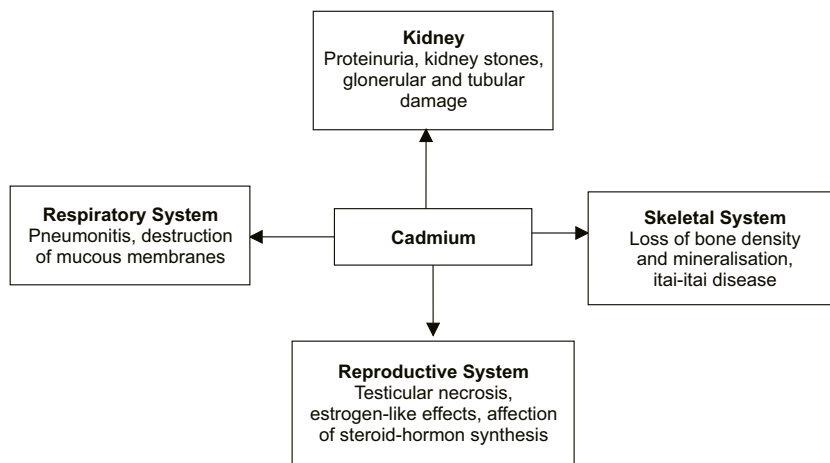 Kidney
Proteinuria, kidney stones,
glonerular and tubular
damage
Respiratory System
Pneumonitis, destruction
of mucous membranes
Cadmium
Skeletal System
Loss of bone density
and mineralisation,
itai-itai disease
Reproductive System
Testicular necrosis,
estrogen-like effects, affection
of steroid-hormon synthesis